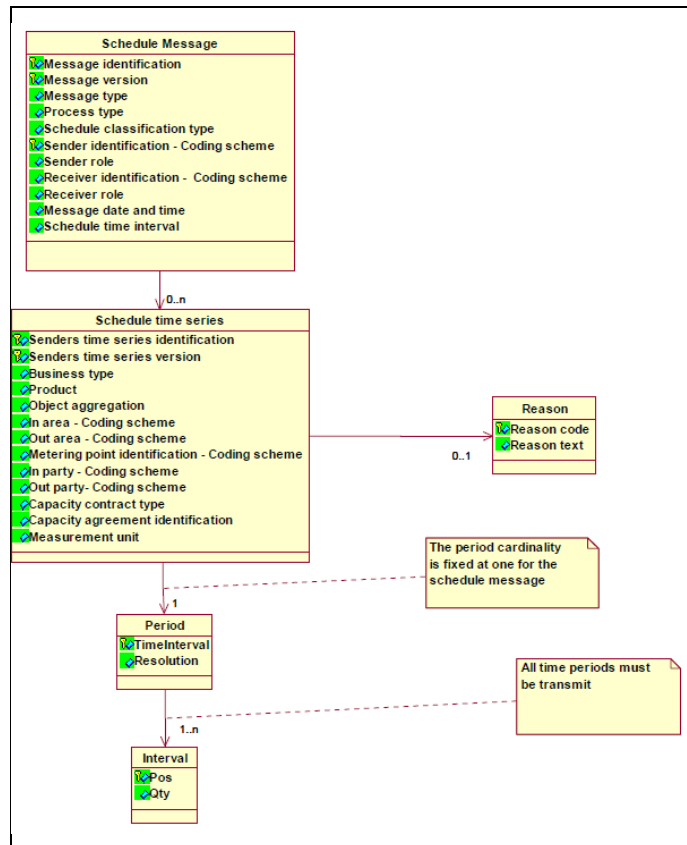 Schedule Message
Message identification
Message version
Message type
Process type
Schedule classification type
Sender identification - Coding scheme
Sender role
Receiver identification -  Coding scheme
Receiver role
Message date and time
Schedule time interval
0..n
Schedule time series
Senders time series identification
Senders time series version
Business type
Product
Object aggregation
In area - Coding scheme
Out area - Coding scheme
Metering point identification - Coding scheme
In party - Coding scheme
Out party- Coding scheme
Capacity contract type
Capacity agreement identification
Measurement unit
Reason
Reason code
Reason text
0..1
The period cardinality
is fixed at one for the
schedule message
1
Period
TimeInterval
Resolution
All time periods must
be transmit
1..n
Interval
Pos
Qty